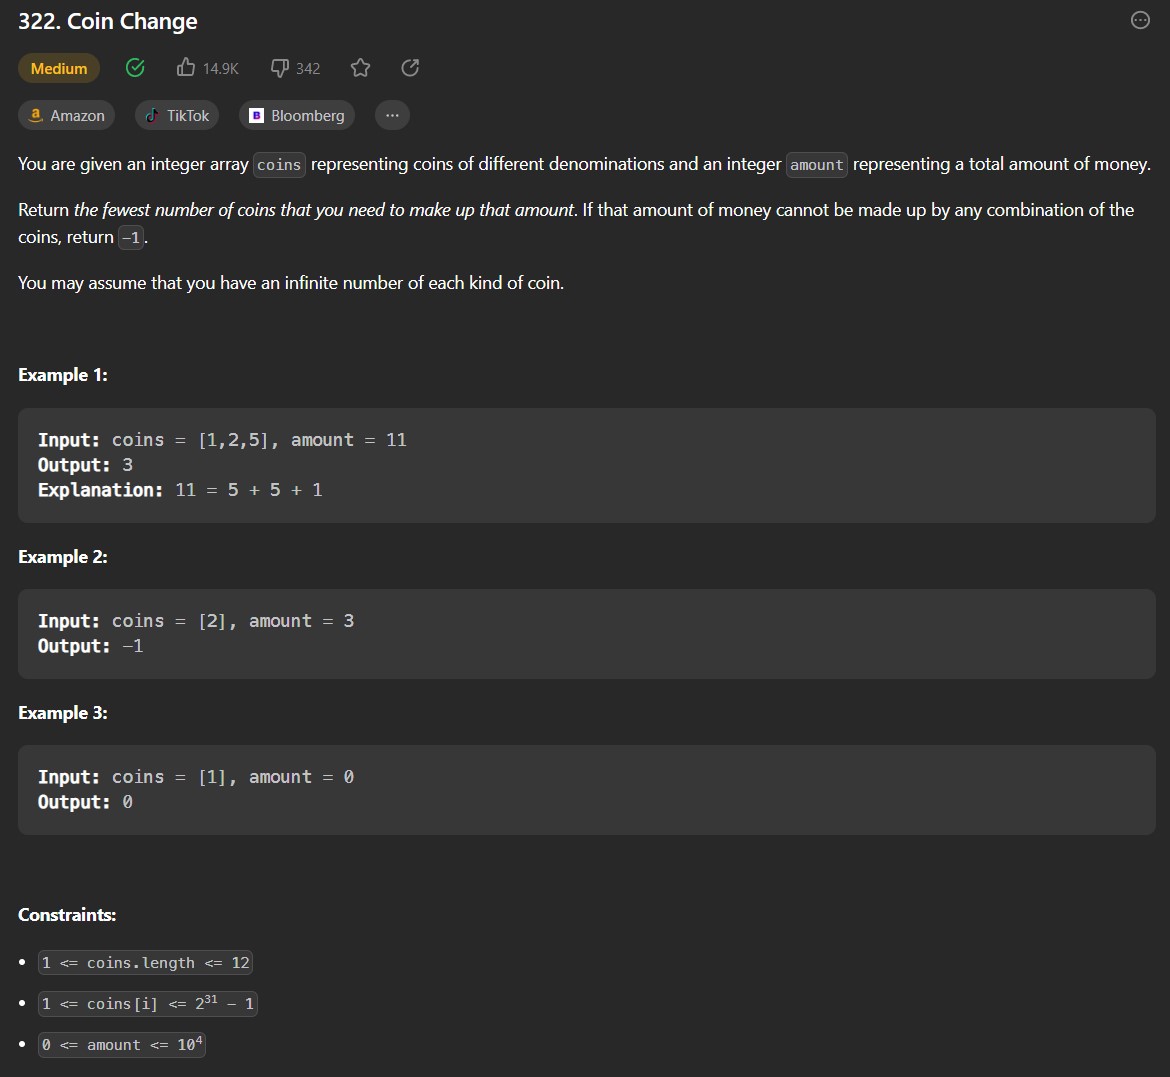 322. Coin Change
Medium 14.9K 342
Amazon TikTok Bloomberg ...
You are given an integer array coins representing coins of different denominations and an integer amount representing a total amount of money.
Return the fewest number of coins that you need to make up that amount. If that amount of money cannot be made up by any combination of the
coins, return -1.
You may assume that you have an infinite number of each kind of coin.
Example 1:
Input: coins = [1,2,5], amount = 11
Output: 3
Explanation: 11 = 5 + 5 + 1
Example 2:
Input: coins = [2], amount = 3
Output: -1
Example 3:
Input: coins = [1], amount = 0
Output: 0
Constraints:
• 1 <= coins.length <= 12
• 1 <= coins[i] <= 2³¹ - 1
• 0 <= amount <= 10⁴